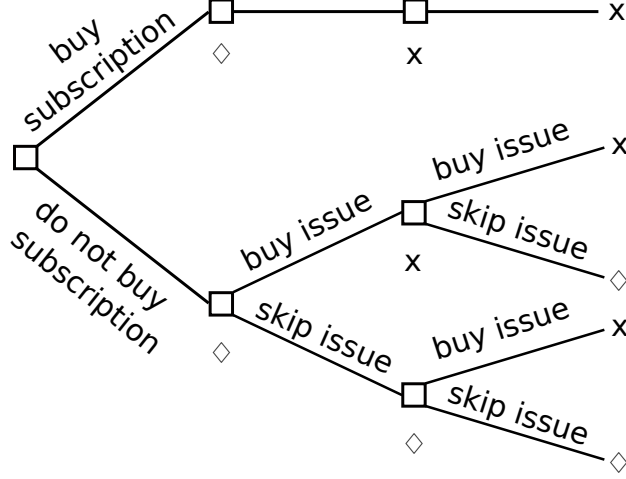 x
buy
subscription
◇
x
buy issue
x
do not buy
subscription
buy issue
skip issue
x
◇
skip issue
buy issue
x
◇
skip issue
◇
◇